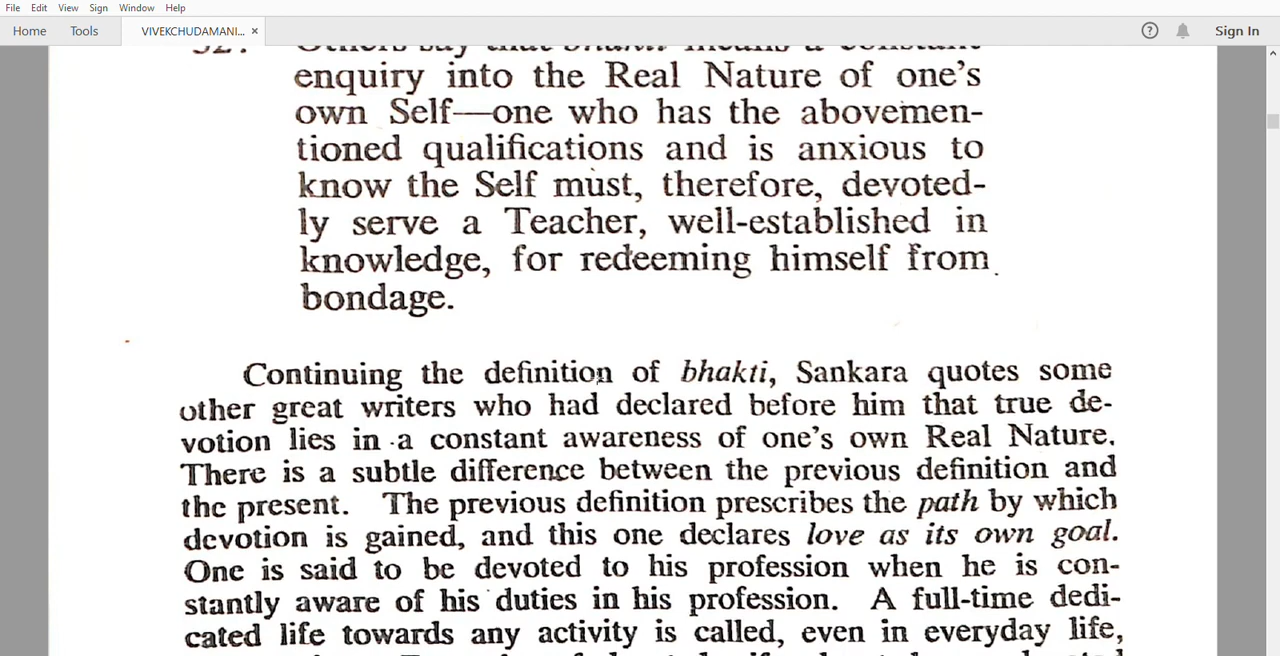 File Edit View Sign Window Help
Home Tools VIVEKCHUDAMANI... × Sign In
32. Others say that bhakti means a constant
enquiry into the Real Nature of one's
own Self—one who has the abovemen-
tioned qualifications and is anxious to
know the Self must, therefore, devoted-
ly serve a Teacher, well-established in
knowledge, for redeeming himself from
bondage.
Continuing the definition of bhakti, Sankara quotes some
other great writers who had declared before him that true de-
votion lies in a constant awareness of one's own Real Nature.
There is a subtle difference between the previous definition and
the present. The previous definition prescribes the path by which
devotion is gained, and this one declares love as its own goal.
One is said to be devoted to his profession when he is con-
stantly aware of his duties in his profession. A full-time dedi-
cated life towards any activity is called, even in everyday life,